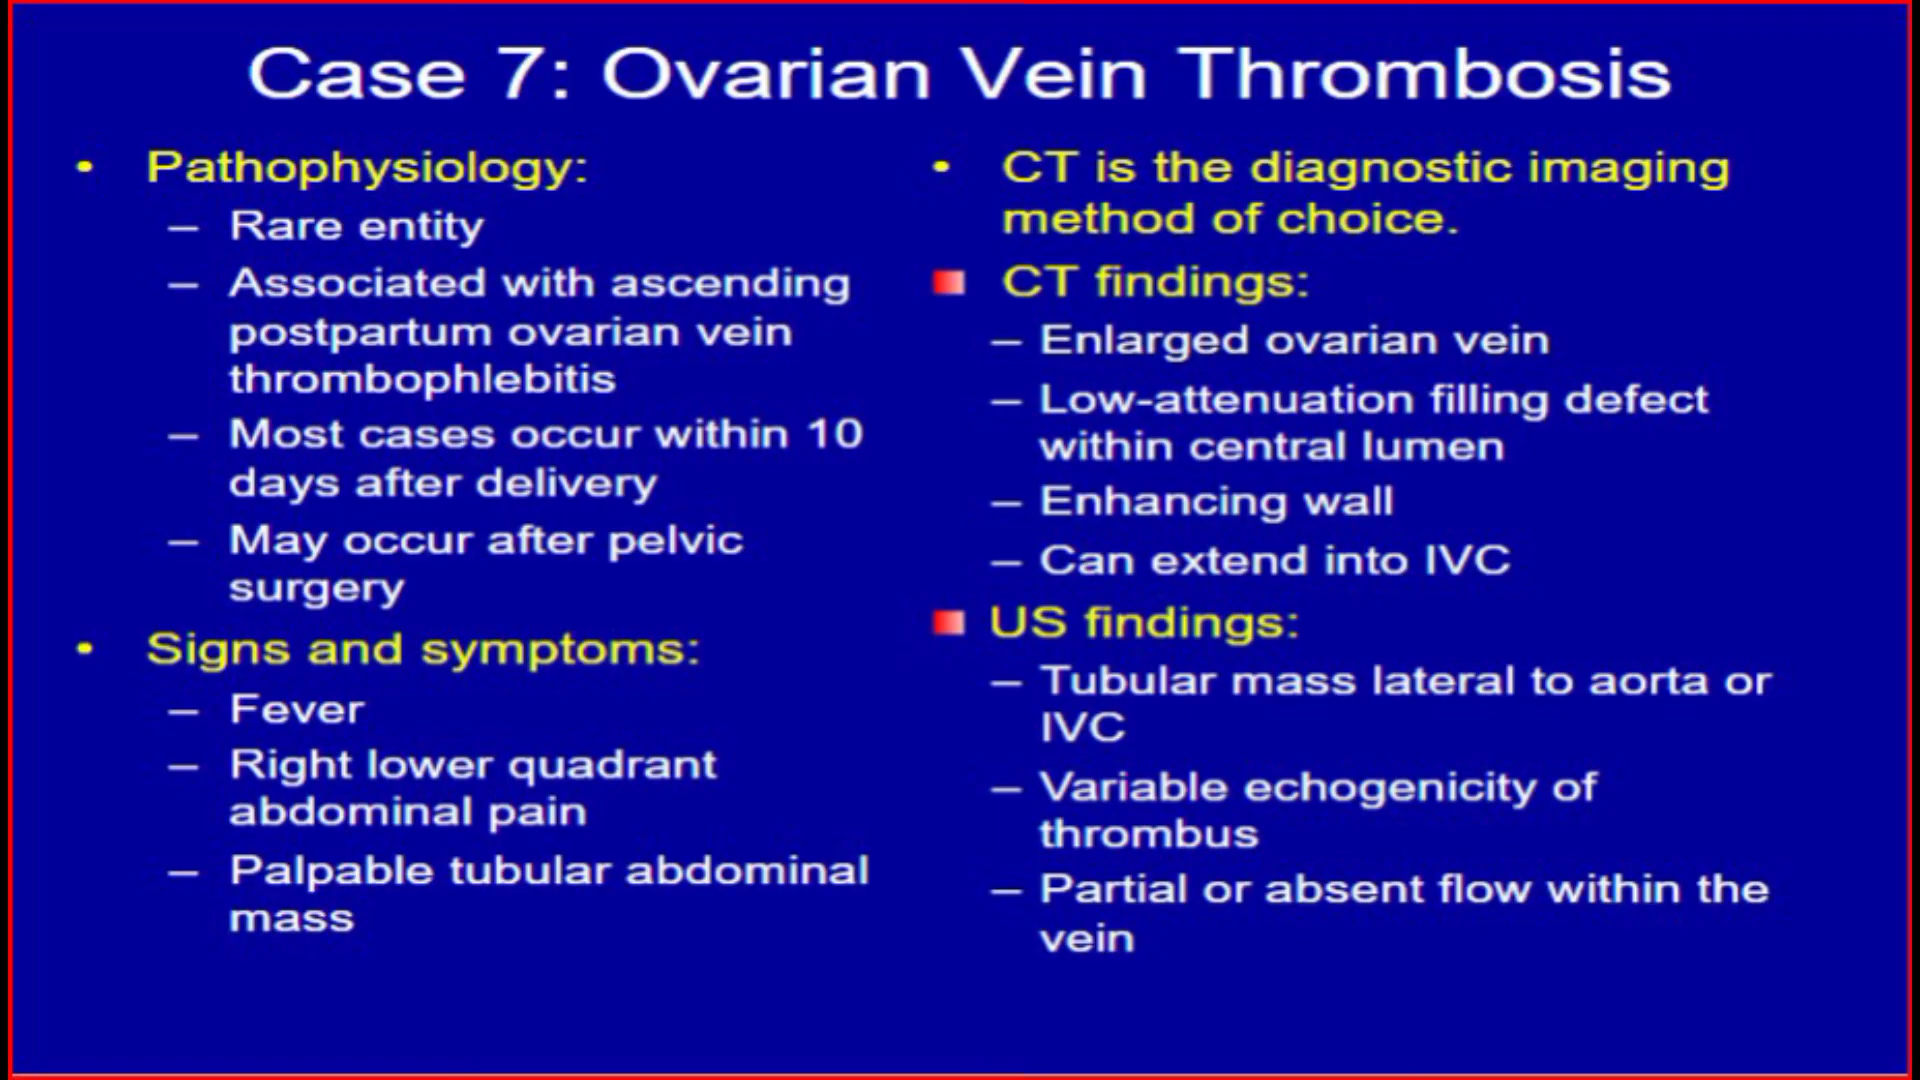 Case 7: Ovarian Vein Thrombosis
• Pathophysiology:
– Rare entity
– Associated with ascending
postpartum ovarian vein
thrombophlebitis
– Most cases occur within 10
days after delivery
– May occur after pelvic
surgery
• Signs and symptoms:
– Fever
– Right lower quadrant
abdominal pain
– Palpable tubular abdominal
mass
• CT is the diagnostic imaging
method of choice.
CT findings:
– Enlarged ovarian vein
– Low-attenuation filling defect
within central lumen
– Enhancing wall
– Can extend into IVC
US findings:
– Tubular mass lateral to aorta or
IVC
– Variable echogenicity of
thrombus
– Partial or absent flow within the
vein